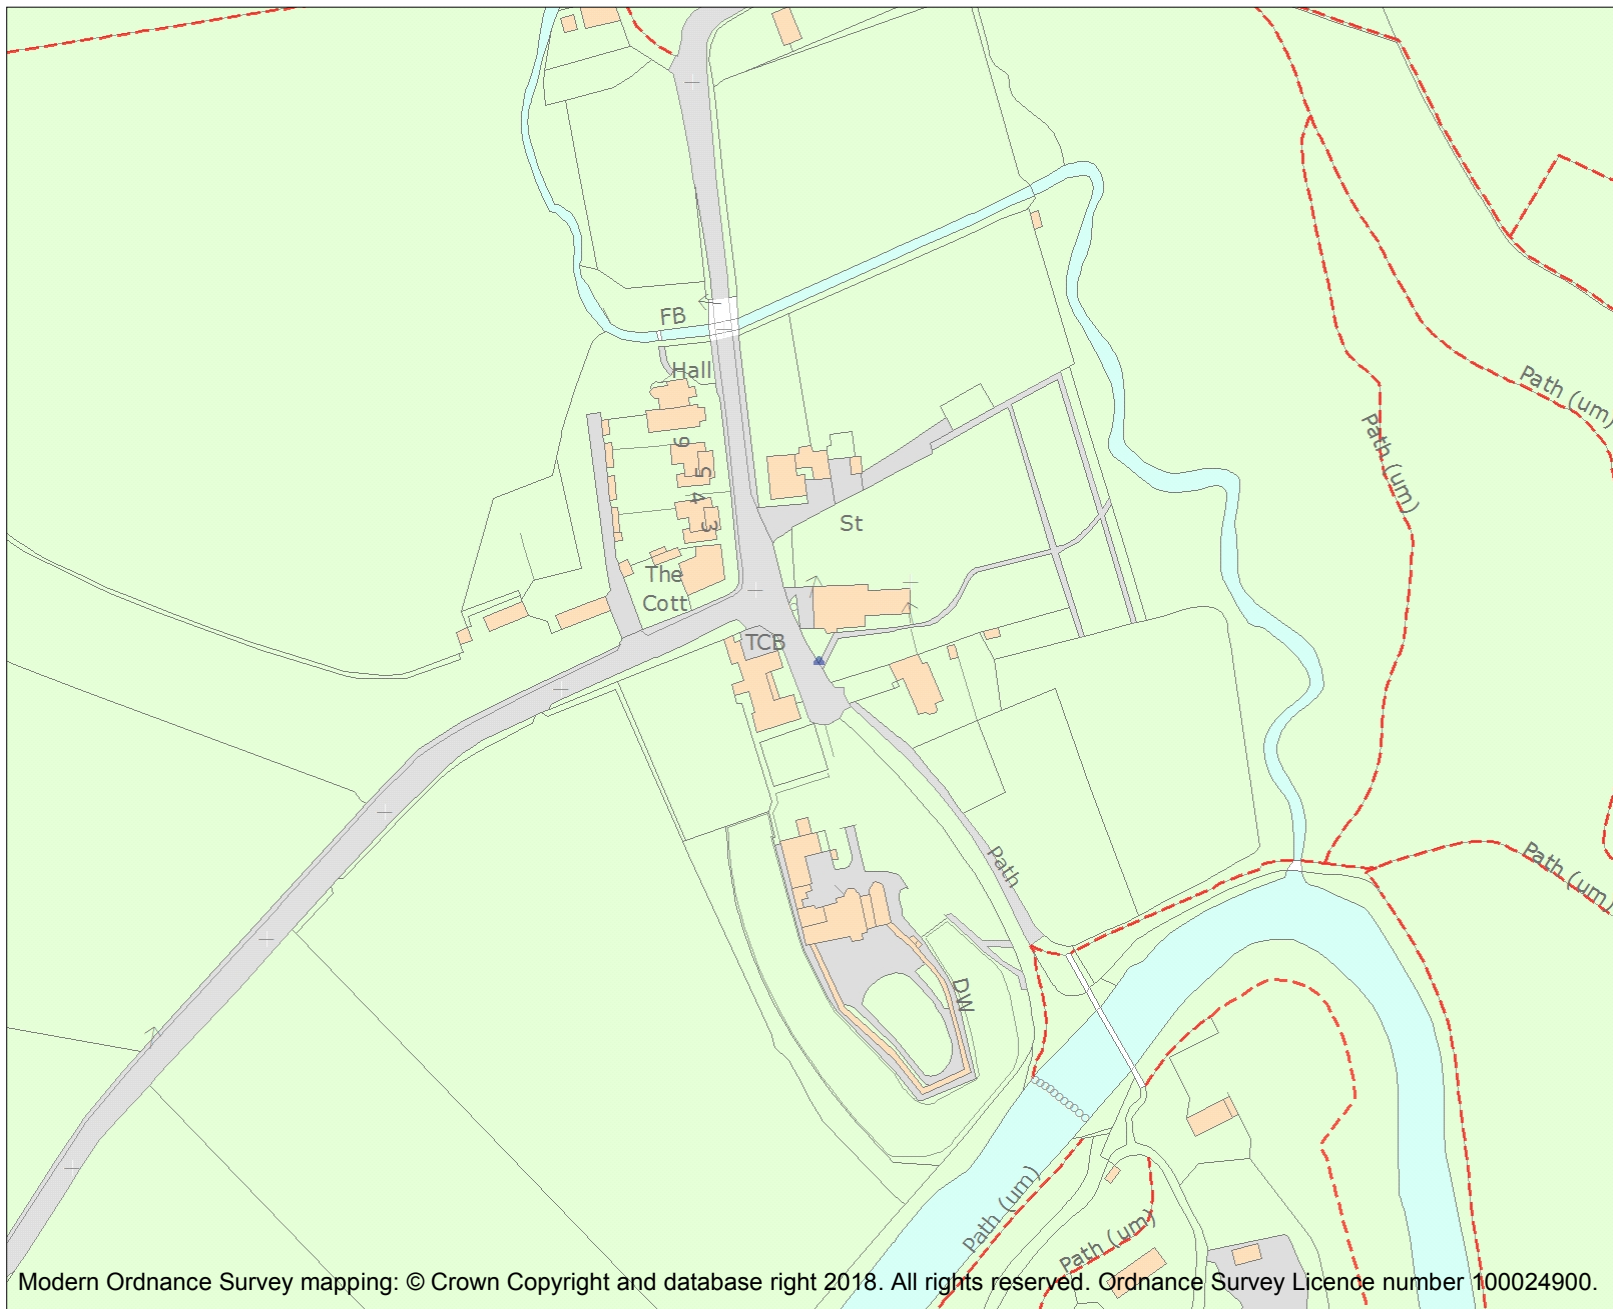 FB
Hall
Path (um)
6
Path (um)
5
4
St
3
The
Cott
TCB
Path
Path (um)
DW
Path (um)
Path (um)
Modern Ordnance Survey mapping: © Crown Copyright and database right 2018. All rights reserved. Ordnance Survey Licence number 100024900.